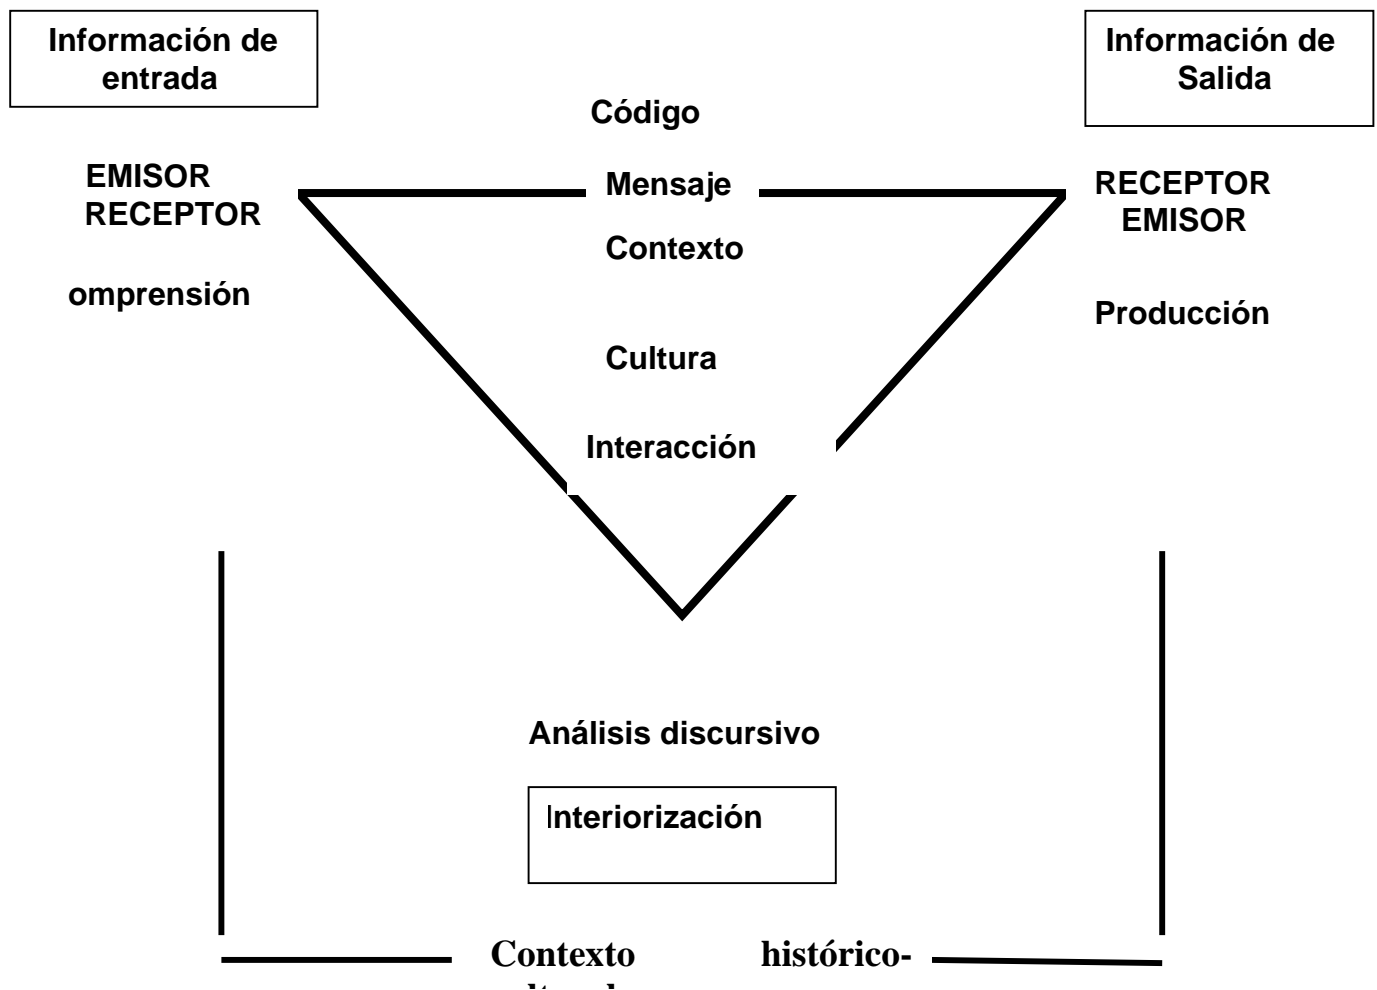 Información de
entrada
Información de
Salida
Código
EMISOR
RECEPTOR
Mensaje
RECEPTOR
EMISOR
Contexto
omprensión
Producción
Cultura
Interacción
Análisis discursivo
Interiorización
Contexto histórico-